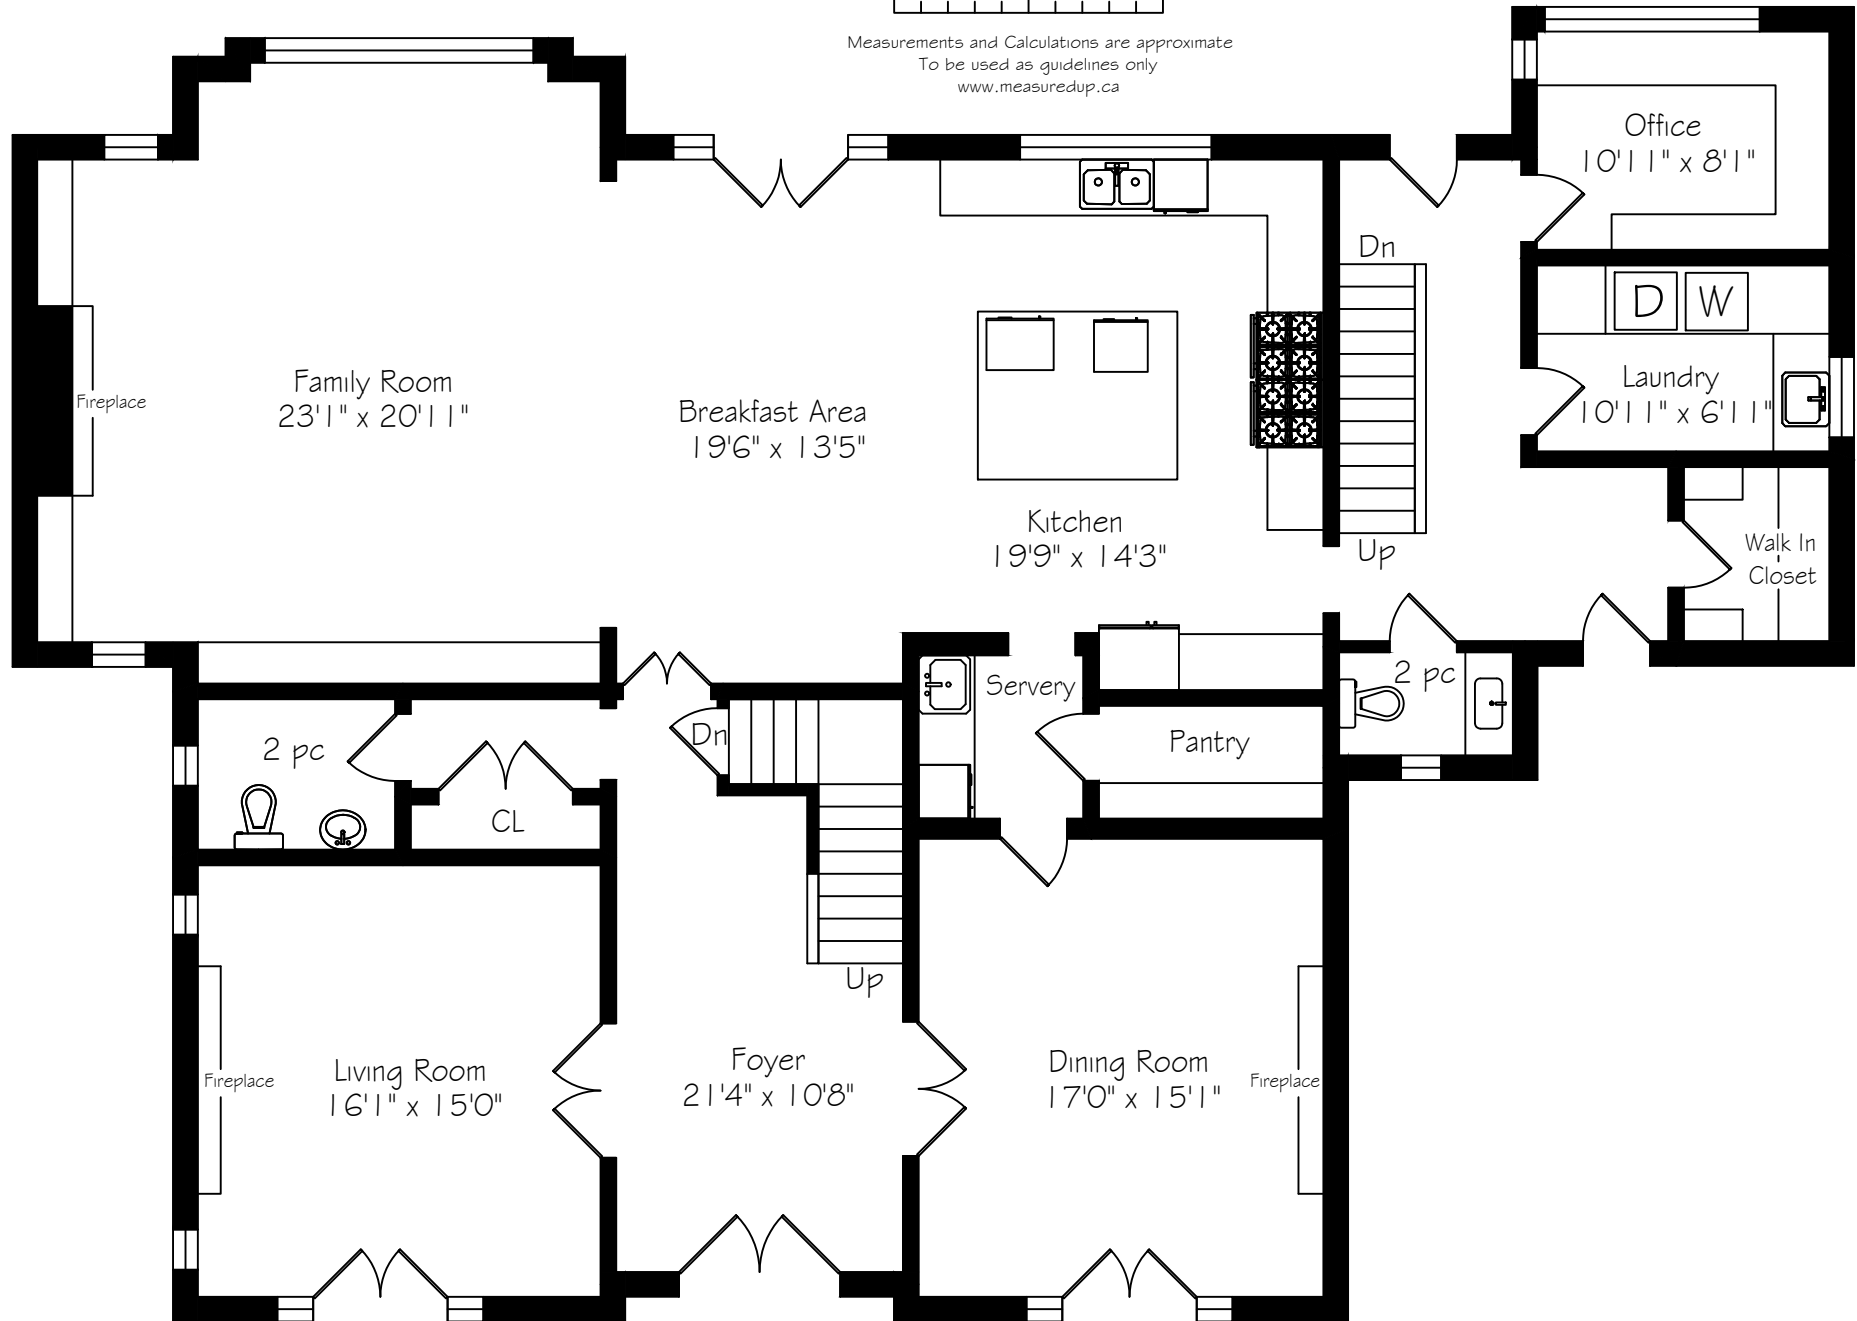 Measurements and Calculations are approximate
To be used as guidelines only
www.measuredup.ca
Office
10'11" x 8'1"
Dn
D W
Family Room
23'1" x 20'11"
Fireplace
Breakfast Area
19'6" x 13'5"
Laundry
10'11" x 6'11"
Kitchen
19'9" x 14'3"
Up
Walk In
Closet
Servery
2 pc
2 pc
Dn
Pantry
CL
Up
Living Room
16'1" x 15'0"
Fireplace
Foyer
21'4" x 10'8"
Dining Room
17'0" x 15'1"
Fireplace